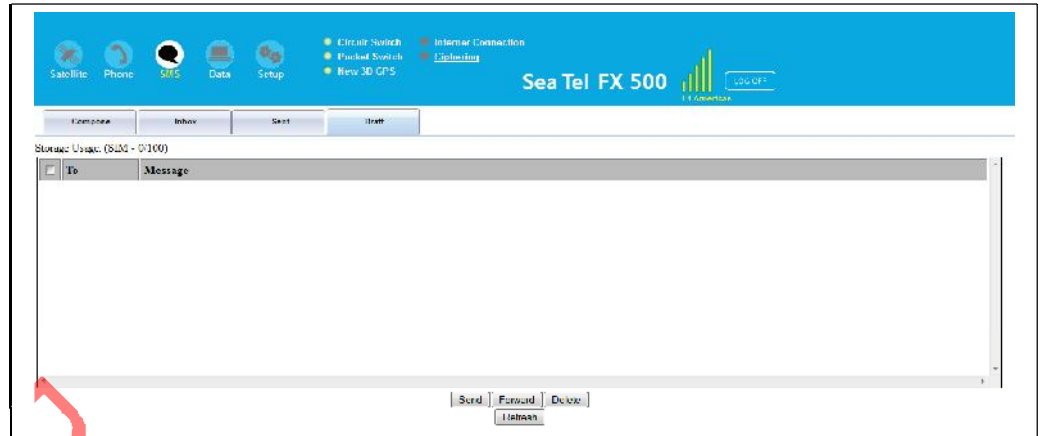 Circuit Switch
Internet Connection
Packet Switch
Ciphering
New 3D GPS
Satellite
Phone
SMS
Data
Setup
Sea Tel FX 500
LOG OFF
Compose
Inbox
Sent
Draft
Storage Usage: (SIM - 0/100)
To
Message
Send
Forward
Delete
Refresh